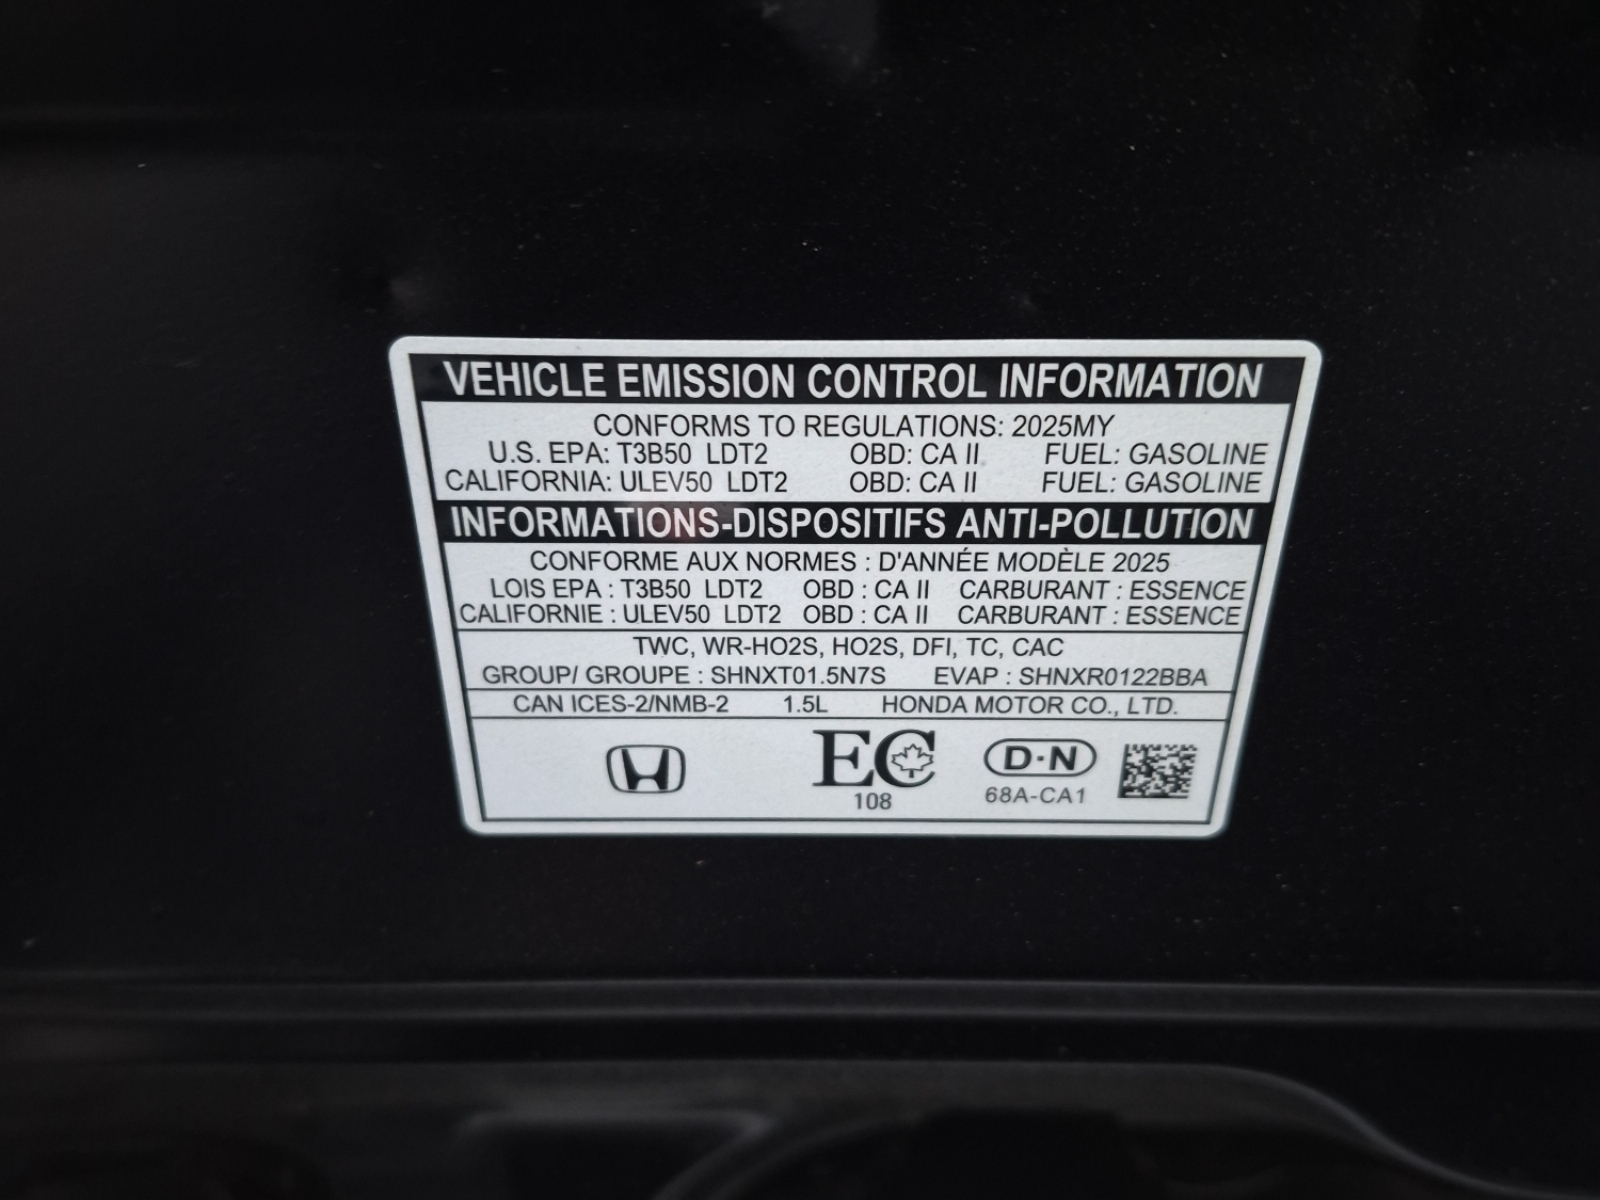 VEHICLE EMISSION CONTROL INFORMATION
CONFORMS TO REGULATIONS: 2025MY
U.S. EPA: T3B50 LDT2 OBD: CA II FUEL: GASOLINE
CALIFORNIA: ULEV50 LDT2 OBD: CA II FUEL: GASOLINE
INFORMATIONS-DISPOSITIFS ANTI-POLLUTION
CONFORME AUX NORMES : D'ANNÉE MODÈLE 2025
LOIS EPA : T3B50 LDT2 OBD : CA II CARBURANT : ESSENCE
CALIFORNIE : ULEV50 LDT2 OBD : CA II CARBURANT : ESSENCE
TWC, WR-HO2S, HO2S, DFI, TC, CAC
GROUP/ GROUPE : SHNXT01.5N7S EVAP : SHNXR0122BBA
CAN ICES-2/NMB-2 1.5L HONDA MOTOR CO., LTD.
EC D·N
108 68A-CA1